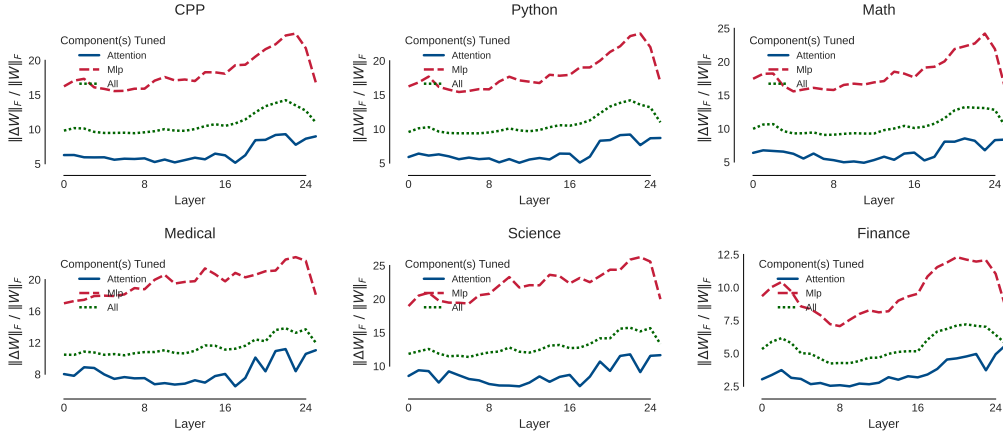 CPP
Component(s) Tuned
Attention
Mlp
All
‖ΔW‖F / ‖W‖F
20
15
10
5
0 8 16 24
Layer
Python
Component(s) Tuned
Attention
Mlp
All
‖ΔW‖F / ‖W‖F
20
15
10
5
0 8 16 24
Layer
Math
Component(s) Tuned
Attention
Mlp
All
‖ΔW‖F / ‖W‖F
25
20
15
10
5
0 8 16 24
Layer
Medical
Component(s) Tuned
Attention
Mlp
All
‖ΔW‖F / ‖W‖F
20
16
12
8
0 8 16 24
Layer
Science
Component(s) Tuned
Attention
Mlp
All
‖ΔW‖F / ‖W‖F
25
20
15
10
0 8 16 24
Layer
Finance
Component(s) Tuned
Attention
Mlp
All
‖ΔW‖F / ‖W‖F
12.5
10.0
7.5
5.0
2.5
0 8 16 24
Layer